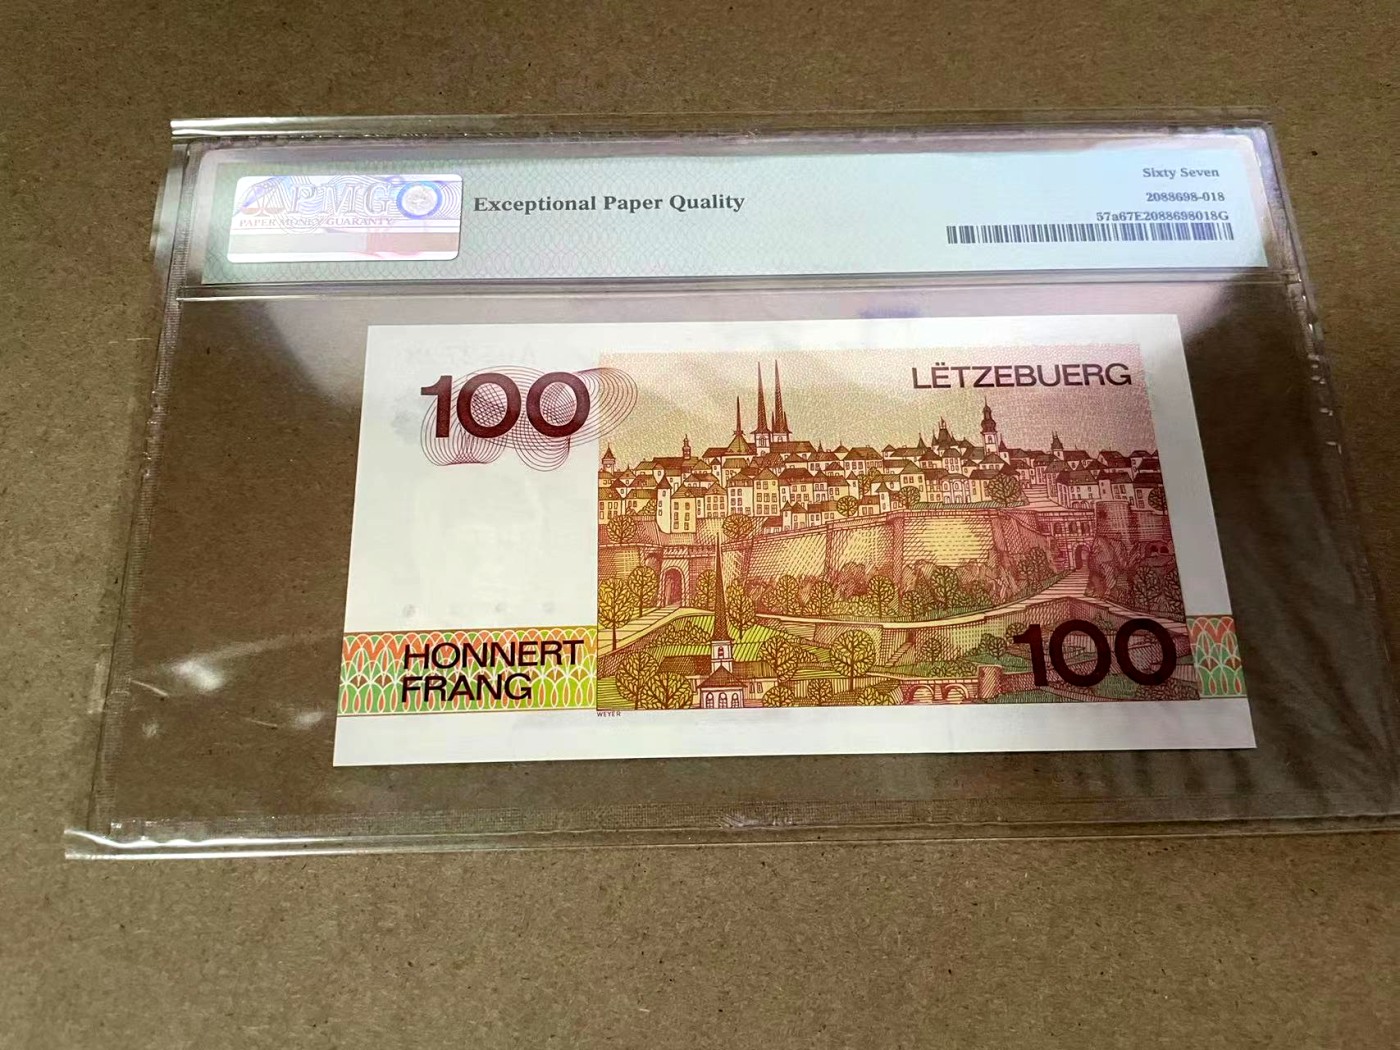 PMG
PAPER MONEY GUARANTY
Exceptional Paper Quality
Sixty Seven
2088698-018
57a67E2088698018G
100
LËTZEBUERG
HONNERT
FRANG
100
WEYER